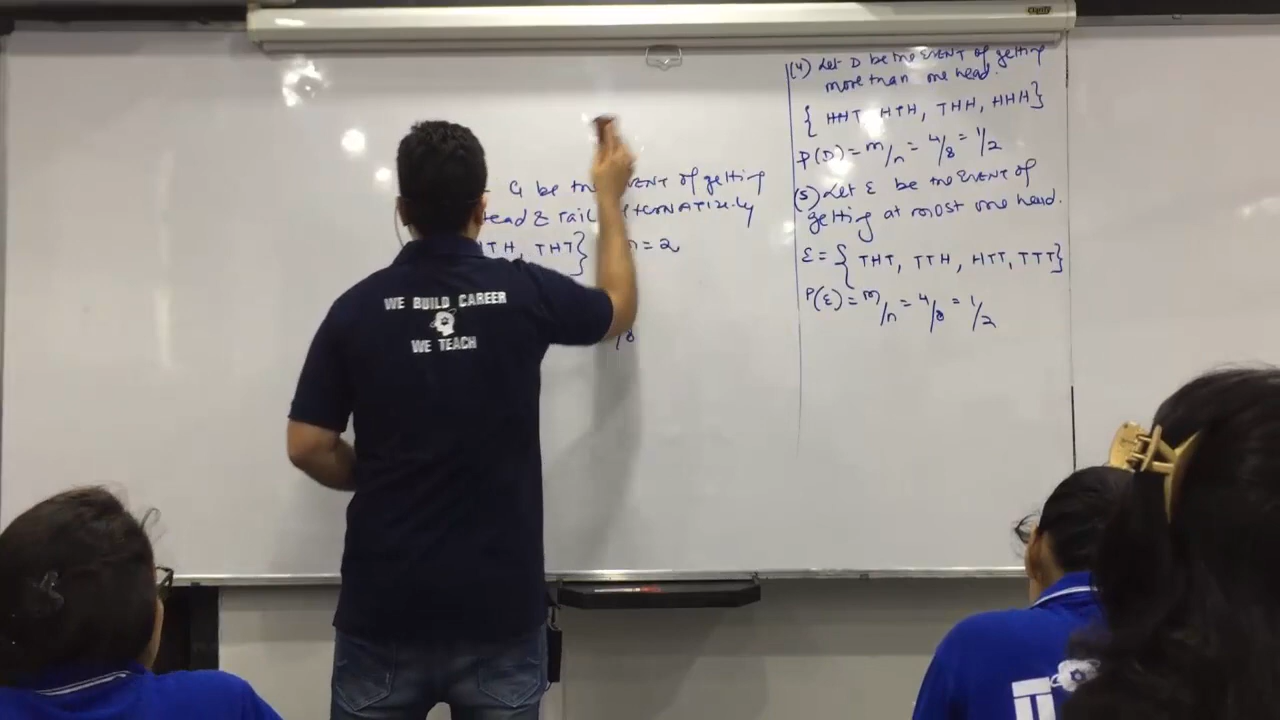 Clarity
G be the EVENT of getting
Head & Tail alternatively
HTH, THT} m = 2
/8
(4) Let D be the EVENT of getting
more than one head.
{ HHT, HTH, THH, HHH}
P(D) = m/n = 4/8 = 1/2
(5) Let E be the EVENT of
getting at most one head.
E = { THT, TTH, HTT, TTT}
P(E) = m/n = 4/8 = 1/2
WE BUILD CAREER
WE TEACH